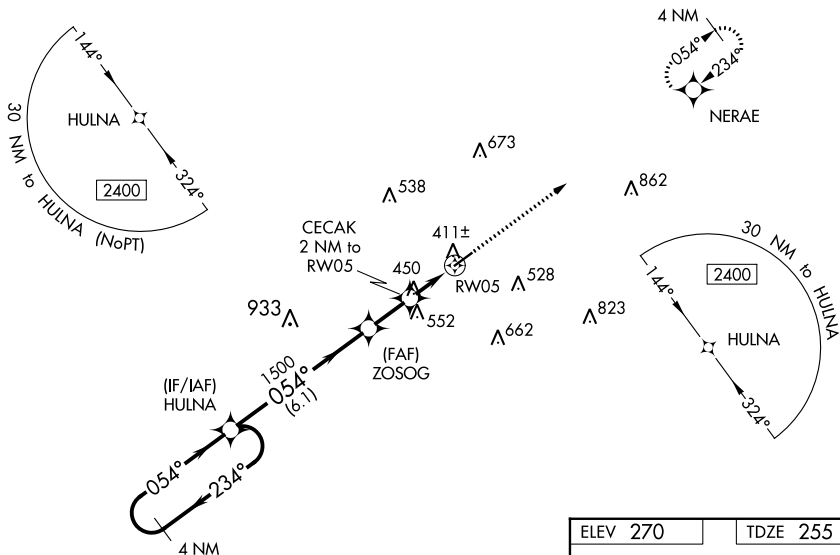 4 NM
054°
234°
NERAE
144°
HULNA
324°
2400
30 NM to HULNA (NoPT)
673
538
862
CECAK
2 NM to
RW05
411±
450
RW05
528
552
933
662
823
30 NM to HULNA
144°
2400
HULNA
324°
(FAF)
ZOSOG
(IF/IAF)
HULNA
1500
054°
(6.1)
054°
234°
4 NM
ELEV 270
TDZE 255